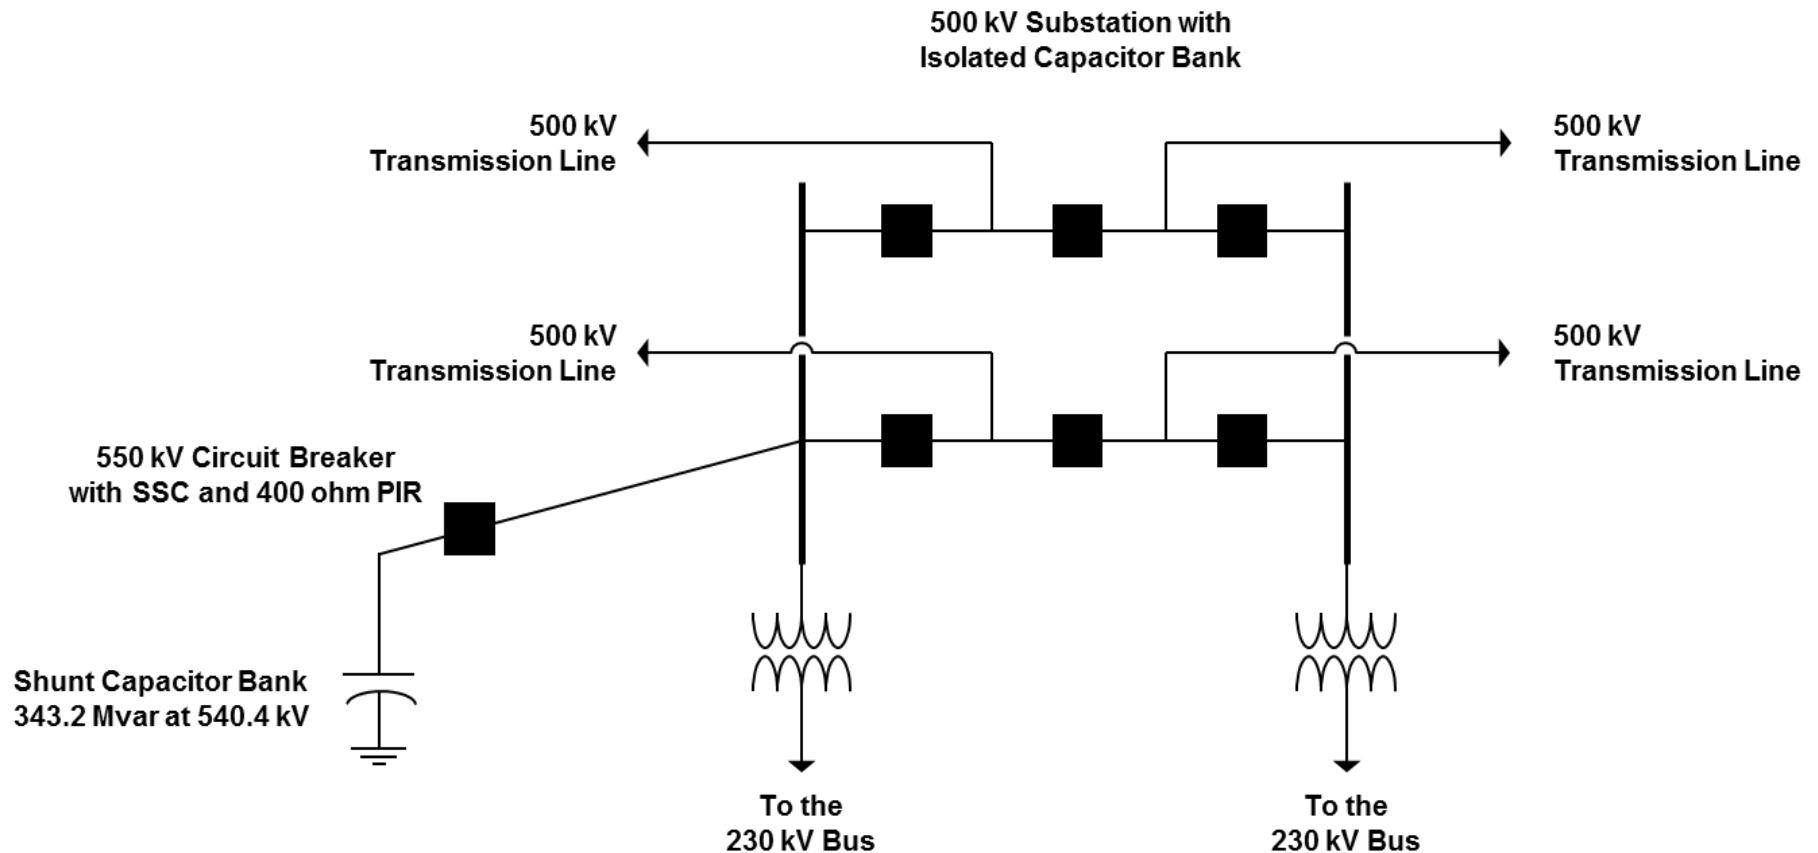 500 kV Substation with
Isolated Capacitor Bank
500 kV
Transmission Line
500 kV
Transmission Line
500 kV
Transmission Line
500 kV
Transmission Line
550 kV Circuit Breaker
with SSC and 400 ohm PIR
Shunt Capacitor Bank
343.2 Mvar at 540.4 kV
To the
230 kV Bus
To the
230 kV Bus